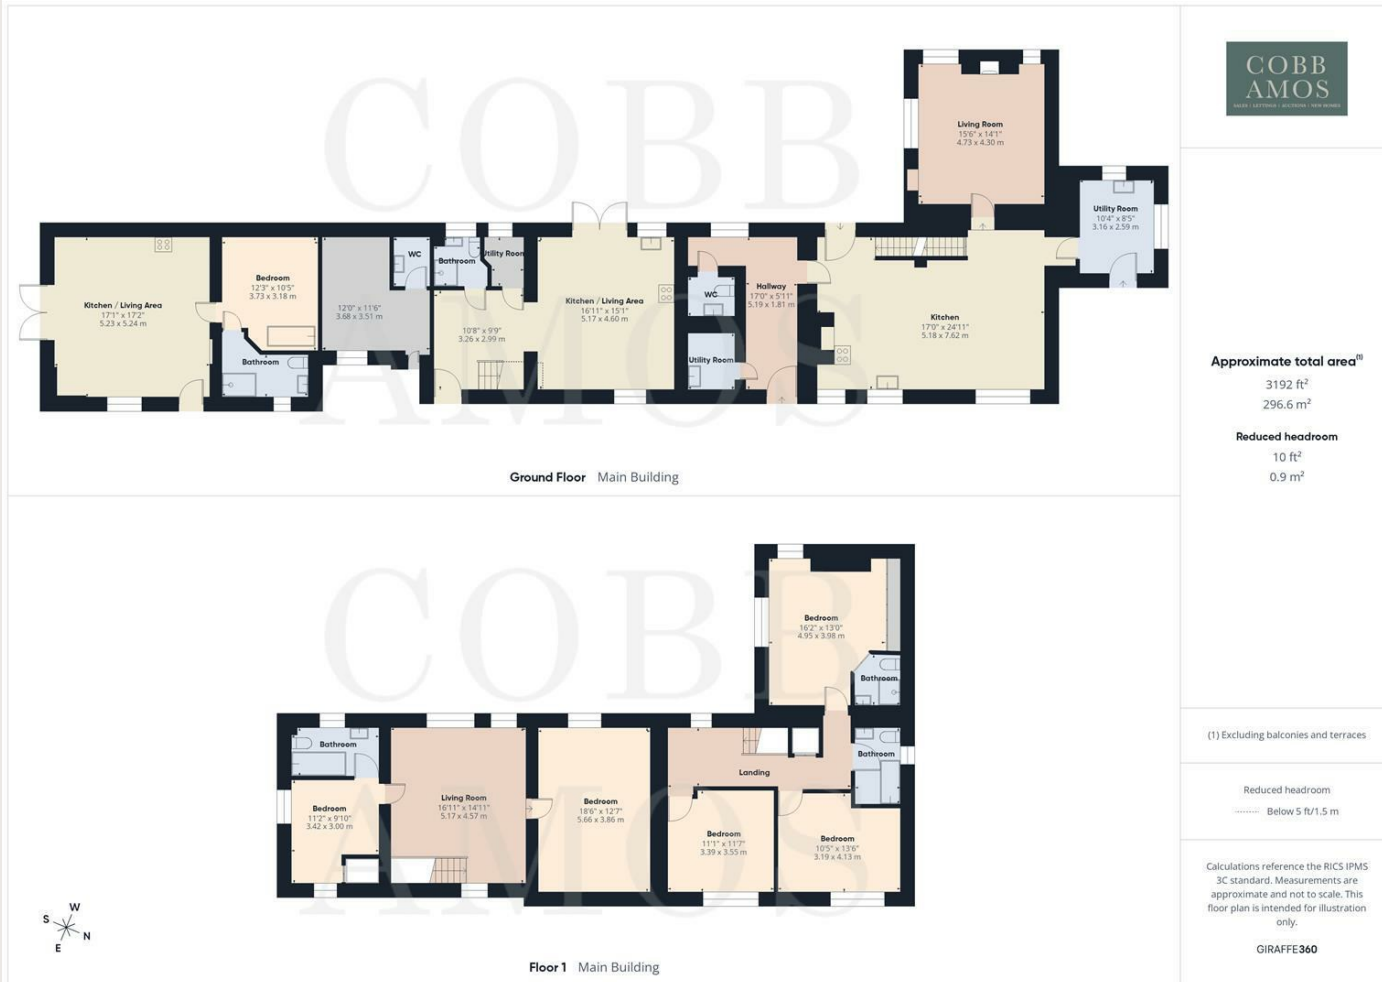 COBB
AMOS
SALES | LETTINGS | AUCTIONS | NEW HOMES
COBB
AMOS
Living Room
15'6" x 14'1"
4.73 x 4.30 m
Utility Room
10'4" x 8'5"
3.16 x 2.59 m
Kitchen / Living Area
17'1" x 17'2"
5.23 x 5.24 m
Bedroom
12'3" x 10'5"
3.73 x 3.18 m
Bathroom
12'0" x 11'6"
3.68 x 3.51 m
WC
Bathroom
Utility Room
10'8" x 9'9"
3.26 x 2.99 m
Kitchen / Living Area
16'11" x 15'1"
5.17 x 4.60 m
Hallway
17'0" x 5'11"
5.19 x 1.81 m
WC
Utility Room
Kitchen
17'0" x 24'11"
5.18 x 7.62 m
Ground Floor Main Building
Approximate total area(1)
3192 ft²
296.6 m²
Reduced headroom
10 ft²
0.9 m²
COBB
AMOS
Bedroom
16'2" x 13'0"
4.95 x 3.98 m
Bathroom
Bathroom
Bedroom
11'2" x 9'10"
3.42 x 3.00 m
Living Room
16'11" x 14'11"
5.17 x 4.57 m
Bedroom
18'6" x 12'7"
5.66 x 3.86 m
Landing
Bathroom
Bedroom
11'1" x 11'7"
3.39 x 3.55 m
Bedroom
10'5" x 13'6"
3.19 x 4.13 m
W
S
N
E
Floor 1 Main Building
(1) Excluding balconies and terraces
Reduced headroom
Below 5 ft/1.5 m
Calculations reference the RICS IPMS
3C standard. Measurements are
approximate and not to scale. This
floor plan is intended for illustration
only.
GIRAFFE360